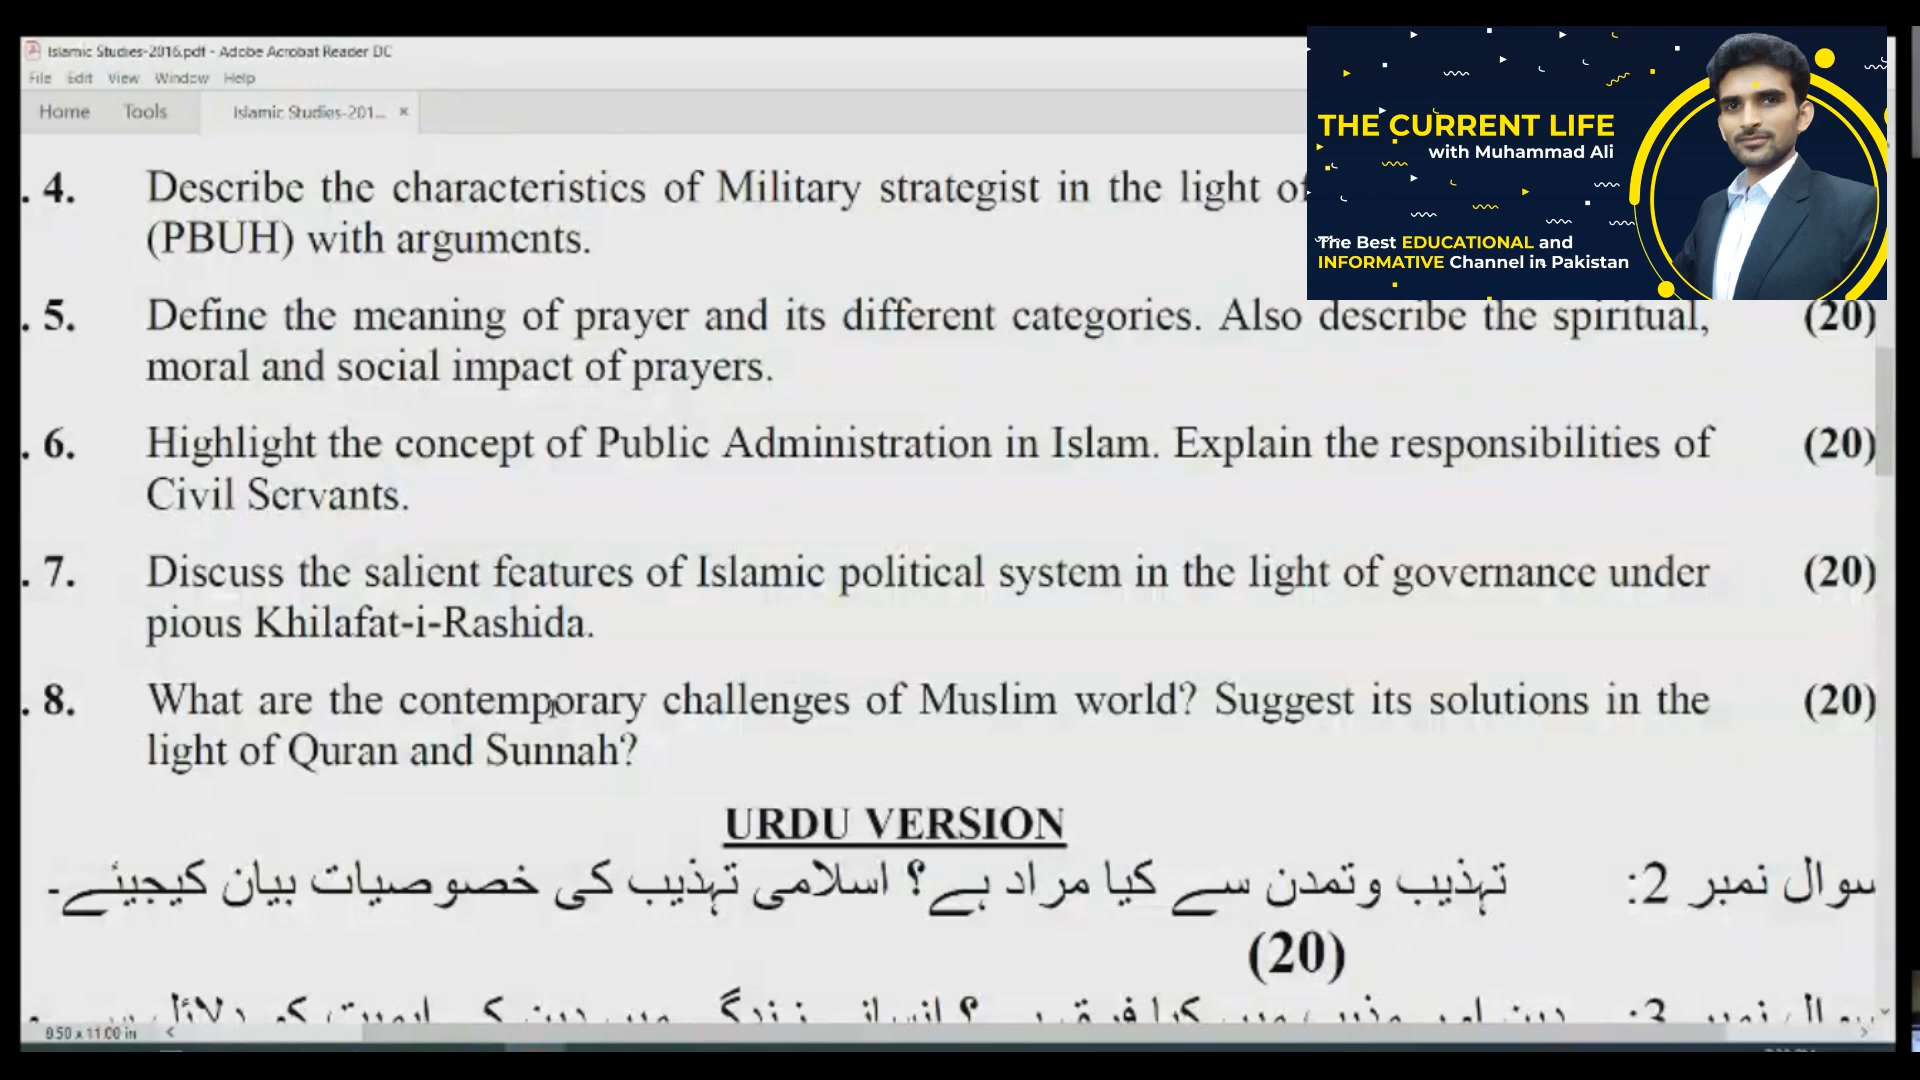 Islamic Studies-2016.pdf - Adobe Acrobat Reader DC
File Edit View Window Help
Home Tools Islamic Studies-201... ×
THE CURRENT LIFE
with Muhammad Ali
The Best EDUCATIONAL and
INFORMATIVE Channel in Pakistan
. 4. Describe the characteristics of Military strategist in the light of
(PBUH) with arguments.
. 5. Define the meaning of prayer and its different categories. Also describe the spiritual, (20)
moral and social impact of prayers.
. 6. Highlight the concept of Public Administration in Islam. Explain the responsibilities of (20)
Civil Servants.
. 7. Discuss the salient features of Islamic political system in the light of governance under (20)
pious Khilafat-i-Rashida.
. 8. What are the contemporary challenges of Muslim world? Suggest its solutions in the (20)
light of Quran and Sunnah?
URDU VERSION
سوال نمبر 2: تہذیب وتمدن سے کیا مراد ہے؟ اسلامی تہذیب کی خصوصیات بیان کیجیئے۔
(20)
8.50 x 11.00 in